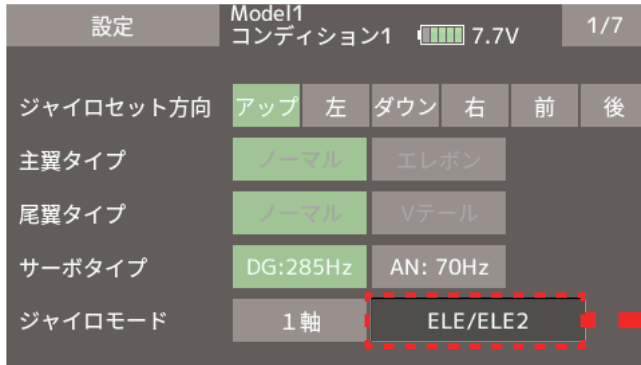 設定 Model1 1/7
コンディション1 7.7V
ジャイロセット方向 アップ 左 ダウン 右 前 後
主翼タイプ ノーマル エレボン
尾翼タイプ ノーマル Vテール
サーボタイプ DG:285Hz AN: 70Hz
ジャイロモード 1軸 ELE/ELE2